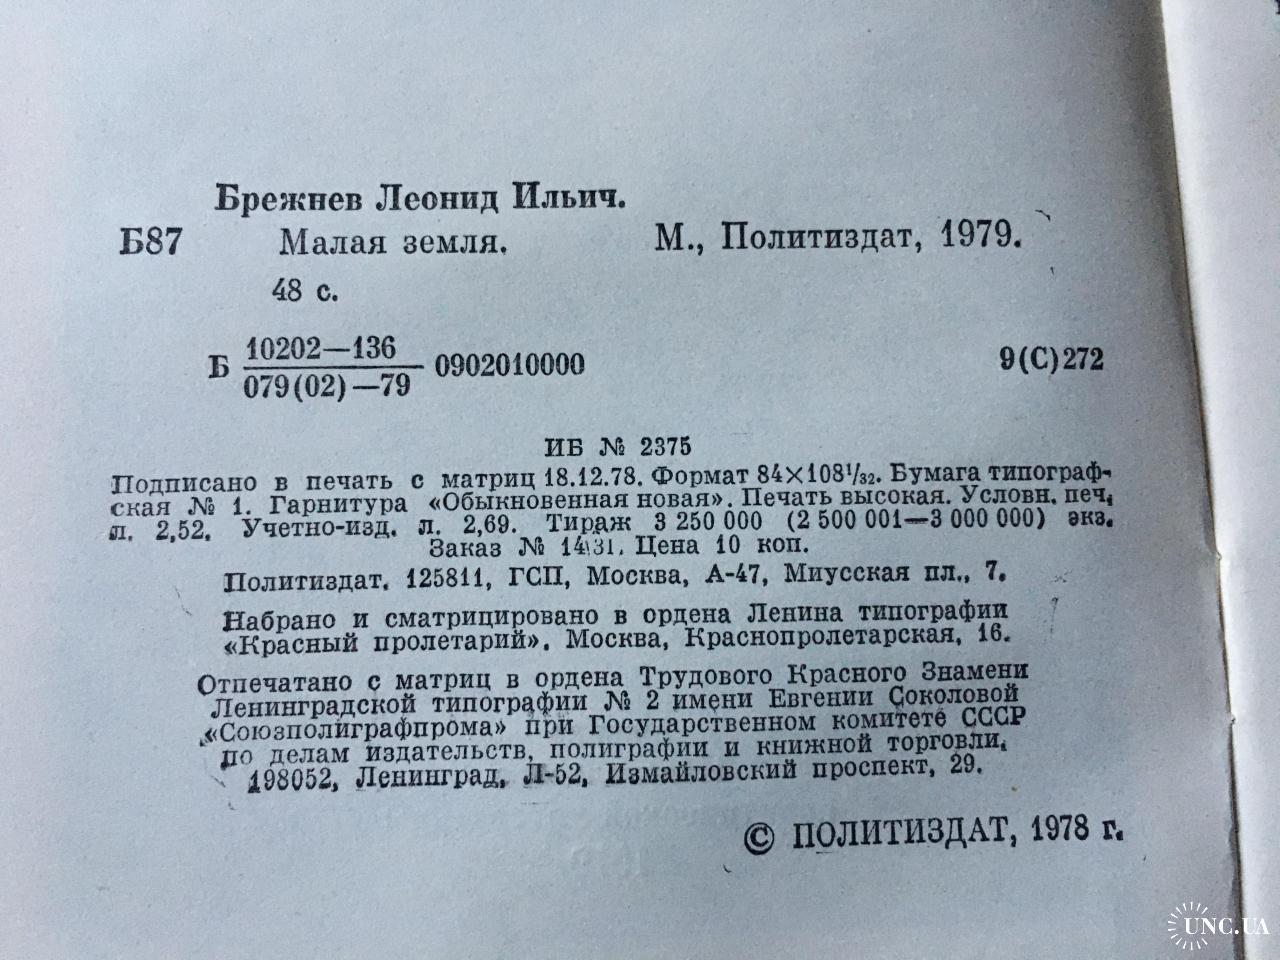 Брежнев Леонид Ильич.
Б87 Малая земля. М., Политиздат, 1979.
48 с.
Б 10202—136 / 079(02)—79 0902010000 9(С)272
ИБ № 2375
Подписано в печать с матриц 18.12.78. Формат 84×108¹/₃₂. Бумага типограф-
ская № 1. Гарнитура «Обыкновенная новая». Печать высокая. Условн. печ.
л. 2,52. Учетно-изд. л. 2,69. Тираж 3 250 000 (2 500 001—3 000 000) экз.
Заказ № 1431. Цена 10 коп.
Политиздат. 125811, ГСП, Москва, А-47, Миусская пл., 7.
Набрано и сматрицировано в ордена Ленина типографии
«Красный пролетарий». Москва, Краснопролетарская, 16.
Отпечатано с матриц в ордена Трудового Красного Знамени
Ленинградской типографии № 2 имени Евгении Соколовой
«Союзполиграфпрома» при Государственном комитете СССР
по делам издательств, полиграфии и книжной торговли.
198052, Ленинград, Л-52, Измайловский проспект, 29.
© ПОЛИТИЗДАТ, 1978 г.
UNC.UA